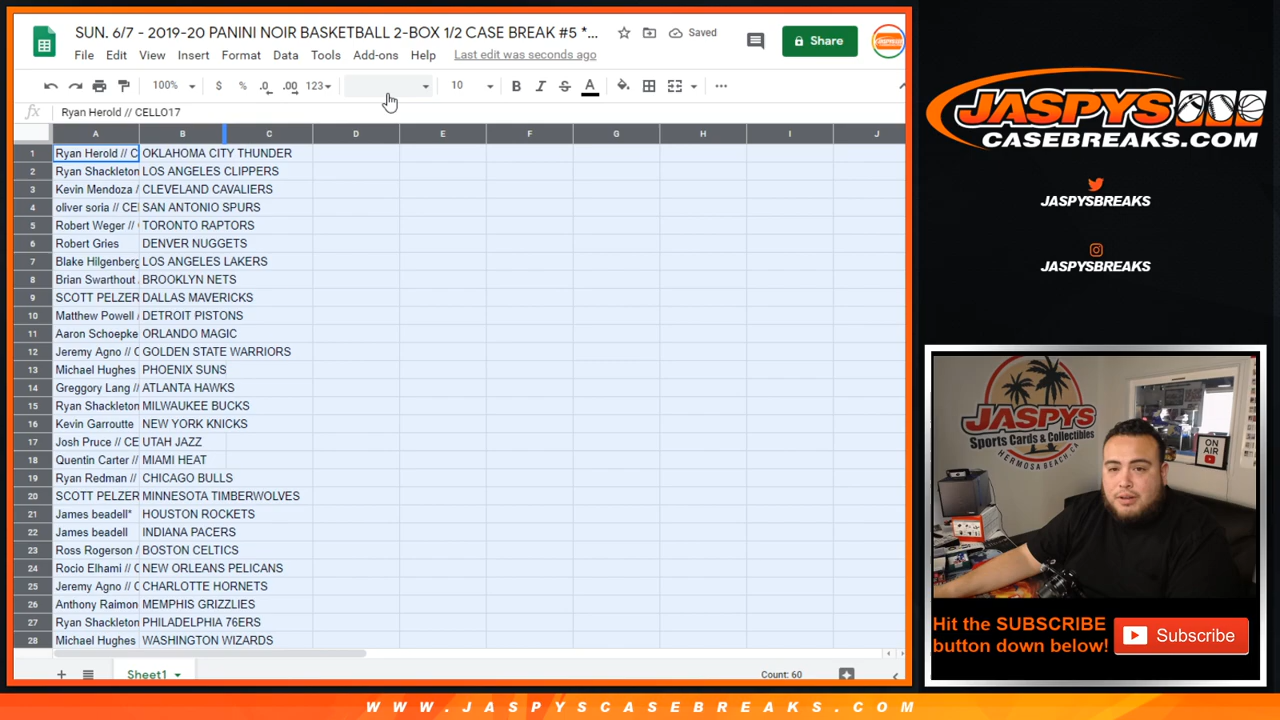 SUN. 6/7 - 2019-20 PANINI NOIR BASKETBALL 2-BOX 1/2 CASE BREAK #5 *...
Saved
Share
File Edit View Insert Format Data Tools Add-ons Help Last edit was seconds ago
100% $ % .0 .00 123 10 B I S A
fx Ryan Herold // CELLO17
A B C D E F G H I J
1 Ryan Herold // C OKLAHOMA CITY THUNDER
2 Ryan Shackleton LOS ANGELES CLIPPERS
3 Kevin Mendoza / CLEVELAND CAVALIERS
4 oliver soria // CE SAN ANTONIO SPURS
5 Robert Weger // TORONTO RAPTORS
6 Robert Gries DENVER NUGGETS
7 Blake Hilgenberg LOS ANGELES LAKERS
8 Brian Swarthout BROOKLYN NETS
9 SCOTT PELZER DALLAS MAVERICKS
10 Matthew Powell / DETROIT PISTONS
11 Aaron Schoepke ORLANDO MAGIC
12 Jeremy Agno // C GOLDEN STATE WARRIORS
13 Michael Hughes PHOENIX SUNS
14 Greggory Lang // ATLANTA HAWKS
15 Ryan Shackleton MILWAUKEE BUCKS
16 Kevin Garroutte NEW YORK KNICKS
17 Josh Pruce // CE UTAH JAZZ
18 Quentin Carter // MIAMI HEAT
19 Ryan Redman // CHICAGO BULLS
20 SCOTT PELZER MINNESOTA TIMBERWOLVES
21 James beadell* HOUSTON ROCKETS
22 James beadell INDIANA PACERS
23 Ross Rogerson / BOSTON CELTICS
24 Rocio Elhami // C NEW ORLEANS PELICANS
25 Jeremy Agno // C CHARLOTTE HORNETS
26 Anthony Raimon MEMPHIS GRIZZLIES
27 Ryan Shackleton PHILADELPHIA 76ERS
28 Michael Hughes WASHINGTON WIZARDS
Sheet1
Count: 60
JASPYS
CASEBREAKS.COM
JASPYSBREAKS
JASPYSBREAKS
JASPYS
Sports Cards & Collectibles
HERMOSA BEACH, CA
ON
AIR
Hit the SUBSCRIBE
button down below!
Subscribe
WWW.JASPYSCASEBREAKS.COM